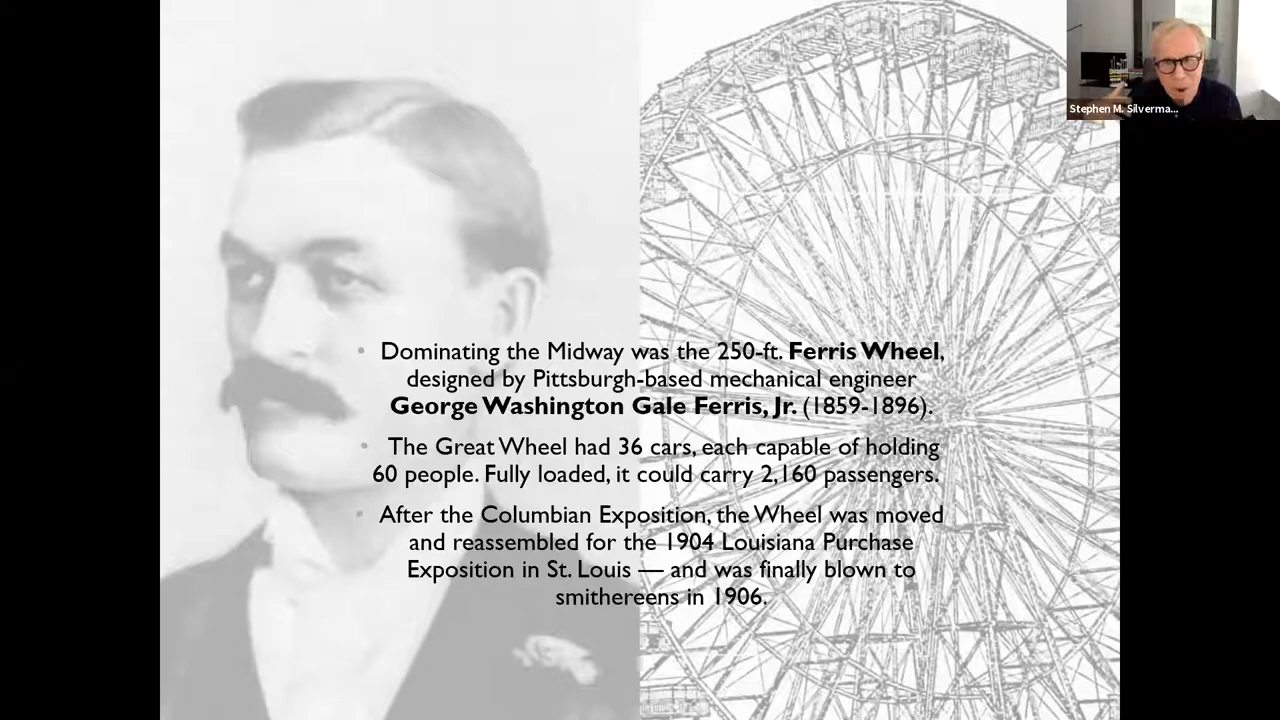 Stephen M. Silverma...
• Dominating the Midway was the 250-ft. Ferris Wheel,
designed by Pittsburgh-based mechanical engineer
George Washington Gale Ferris, Jr. (1859-1896).
• The Great Wheel had 36 cars, each capable of holding
60 people. Fully loaded, it could carry 2,160 passengers.
• After the Columbian Exposition, the Wheel was moved
and reassembled for the 1904 Louisiana Purchase
Exposition in St. Louis — and was finally blown to
smithereens in 1906.